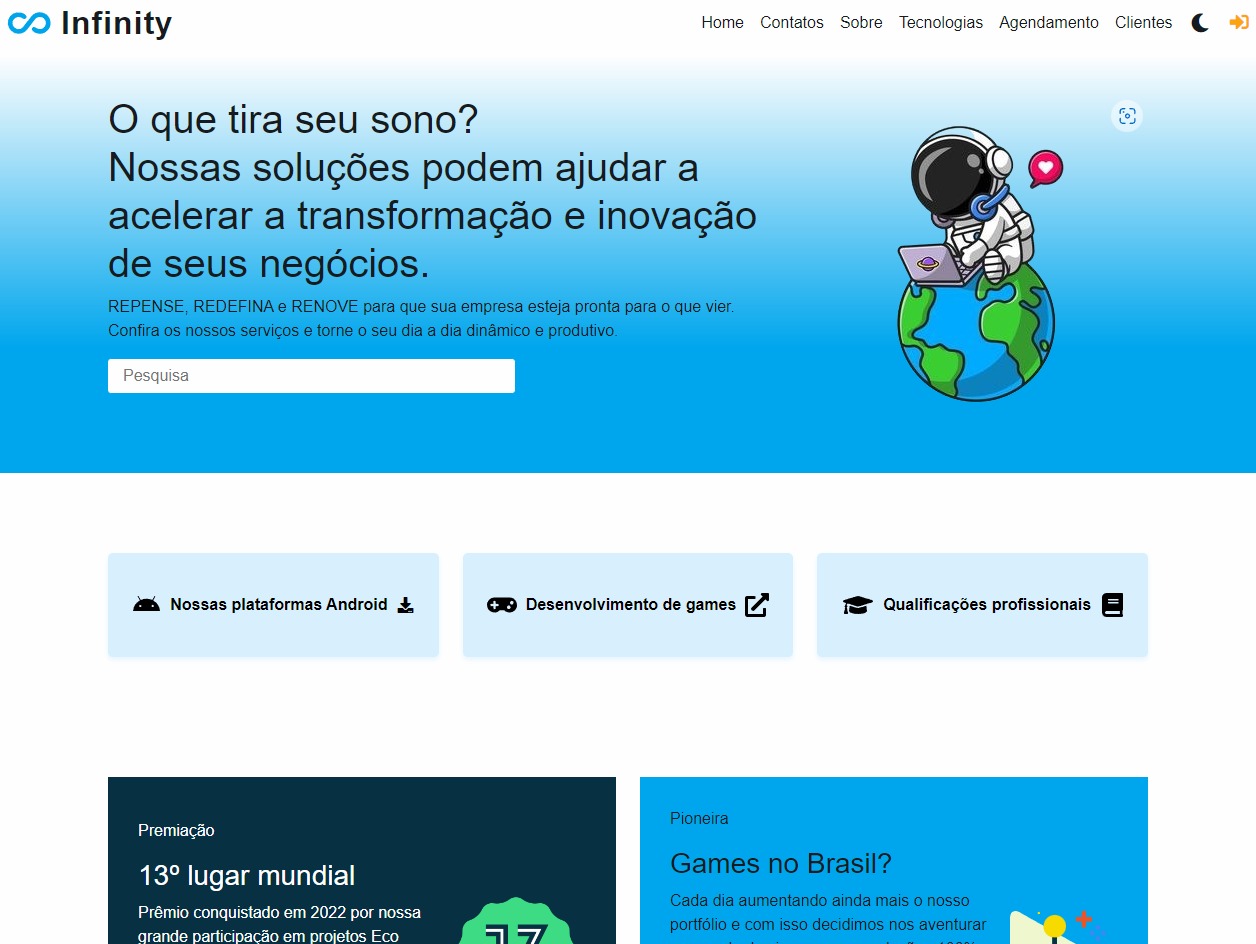 Infinity
Home Contatos Sobre Tecnologias Agendamento Clientes
O que tira seu sono?
Nossas soluções podem ajudar a
acelerar a transformação e inovação
de seus negócios.
REPENSE, REDEFINA e RENOVE para que sua empresa esteja pronta para o que vier.
Confira os nossos serviços e torne o seu dia a dia dinâmico e produtivo.
Pesquisa
Nossas plataformas Android
Desenvolvimento de games
Qualificações profissionais
Premiação
13º lugar mundial
Prêmio conquistado em 2022 por nossa
grande participação em projetos Eco
Pioneira
Games no Brasil?
Cada dia aumentando ainda mais o nosso
portfólio e com isso decidimos nos aventurar